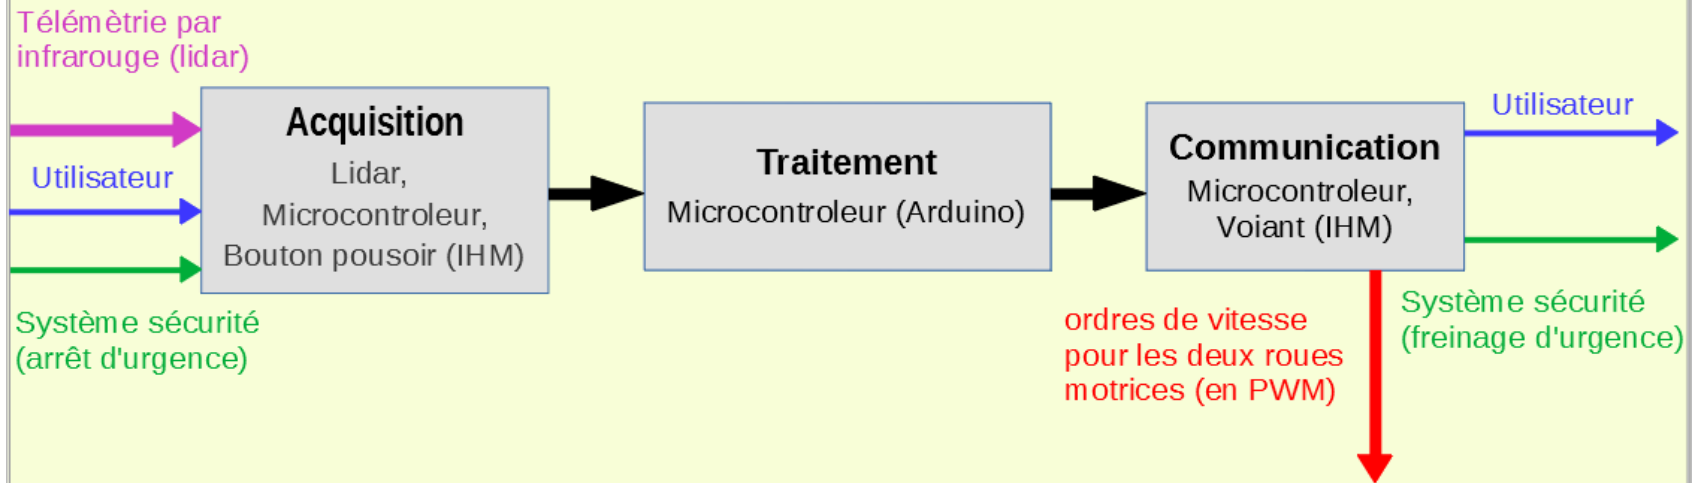 Télémètrie par
infrarouge (lidar)
Utilisateur
Système sécurité
(arrêt d'urgence)
Acquisition
Lidar,
Microcontroleur,
Bouton pousoir (IHM)
Traitement
Microcontroleur (Arduino)
Communication
Microcontroleur,
Voiant (IHM)
Utilisateur
Système sécurité
(freinage d'urgence)
ordres de vitesse
pour les deux roues
motrices (en PWM)